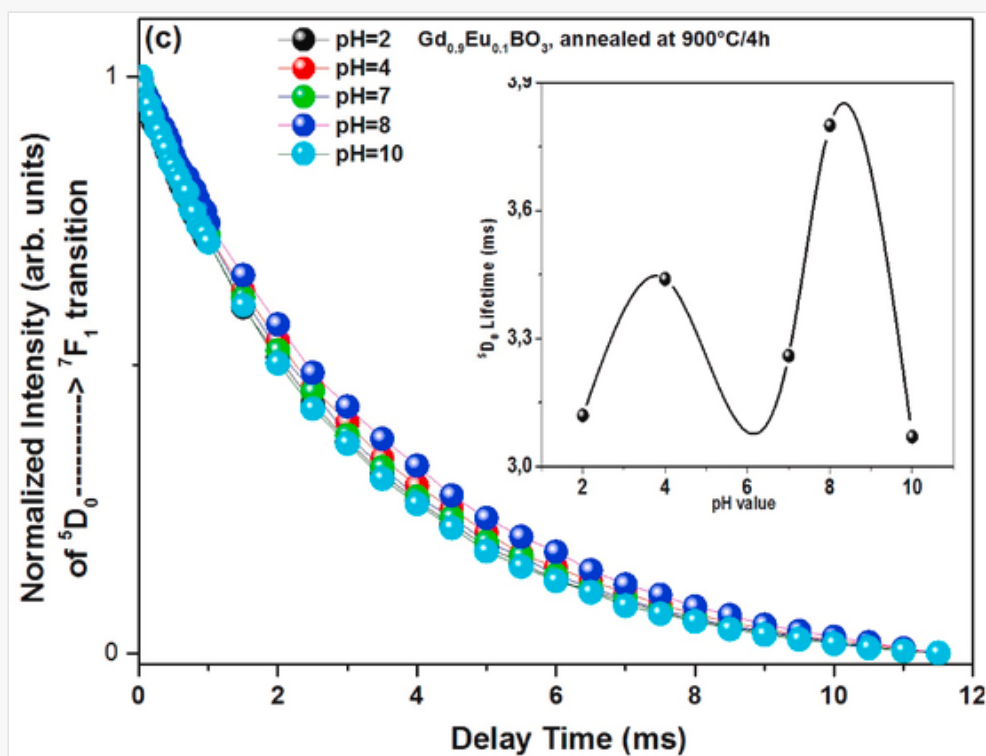 (c)
pH=2
pH=4
pH=7
pH=8
pH=10
Gd₀.₉Eu₀.₁BO₃, annealed at 900°C/4h
Normalized Intensity (arb. units)
of ⁵D₀------------> ⁷F₁ transition
1
0
0
2
4
6
8
10
12
Delay Time (ms)
⁵D₀ Lifetime (ms)
3,9
3,6
3,3
3,0
2
4
6
8
10
pH value